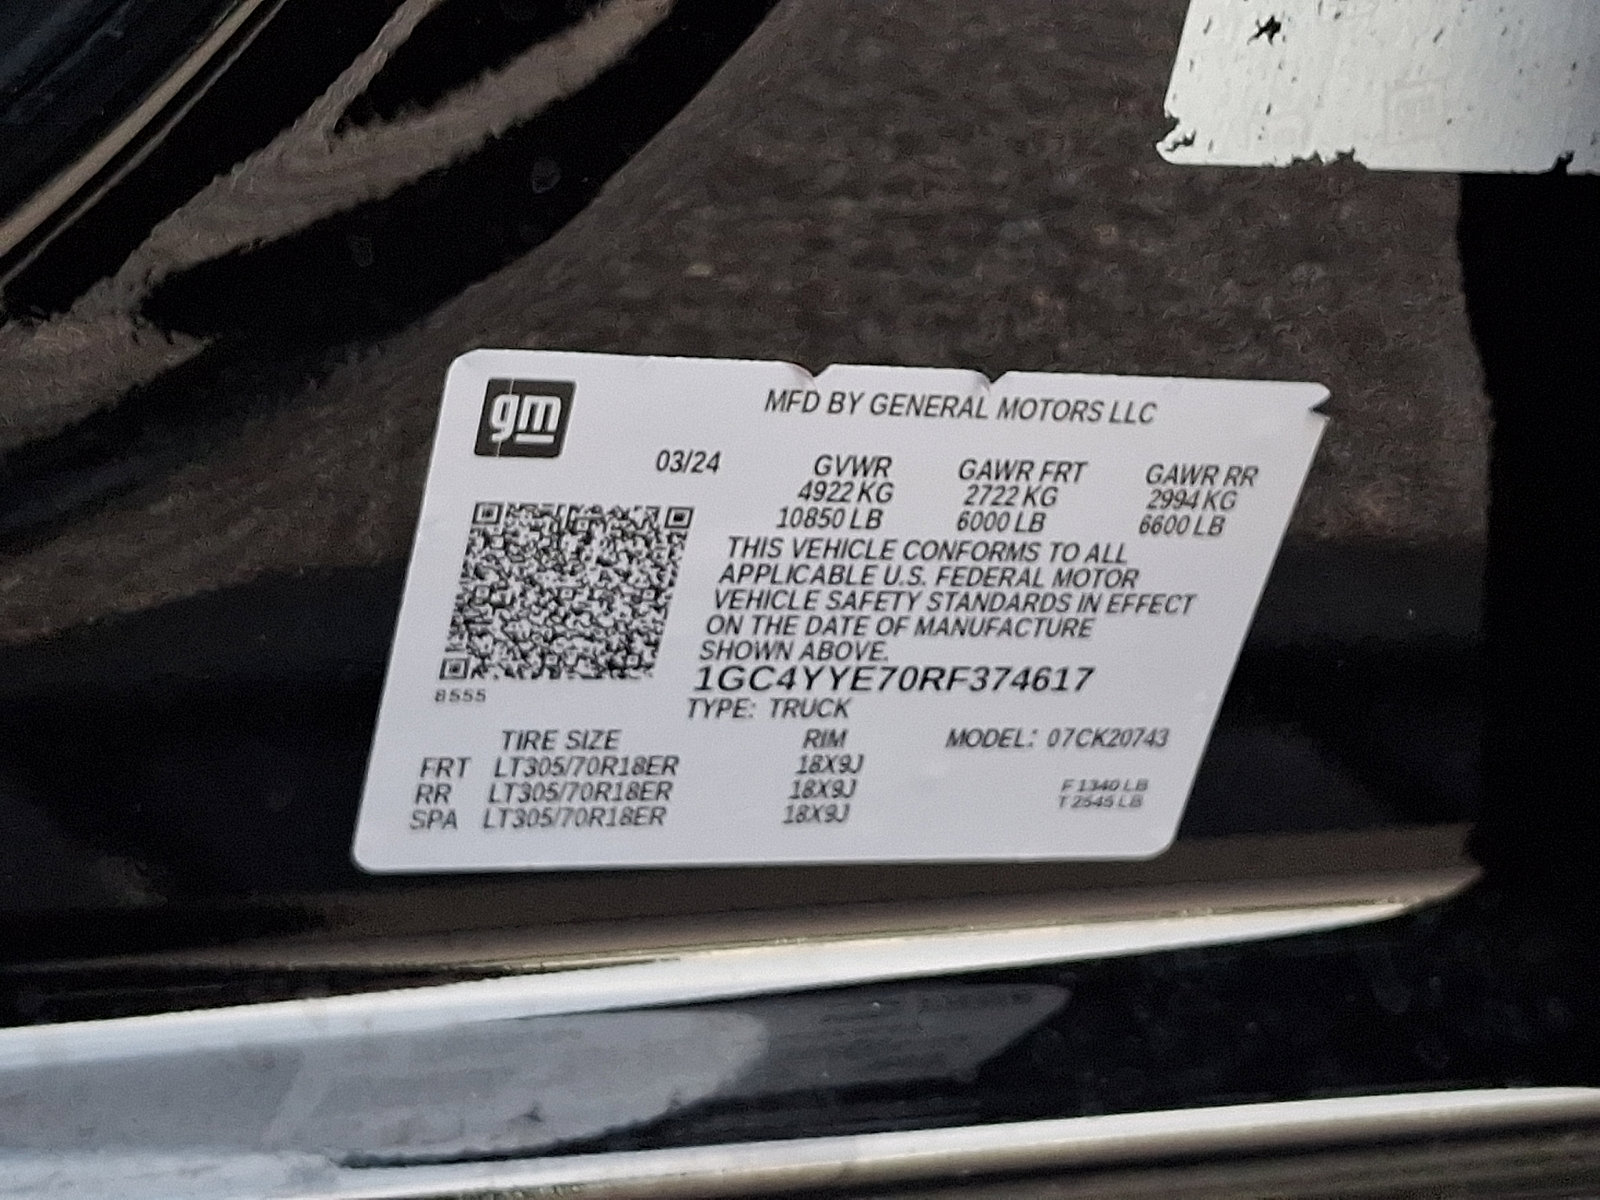 gm
MFD BY GENERAL MOTORS LLC
03/24 GVWR GAWR FRT GAWR RR
4922 KG 2722 KG 2994 KG
10850 LB 6000 LB 6600 LB
THIS VEHICLE CONFORMS TO ALL
APPLICABLE U.S. FEDERAL MOTOR
VEHICLE SAFETY STANDARDS IN EFFECT
ON THE DATE OF MANUFACTURE
SHOWN ABOVE.
1GC4YYE70RF374617
8555
TYPE: TRUCK
TIRE SIZE RIM MODEL: 07CK20743
FRT LT305/70R18ER 18X9J
RR LT305/70R18ER 18X9J
SPA LT305/70R18ER 18X9J
F 1340 LB
T 2545 LB